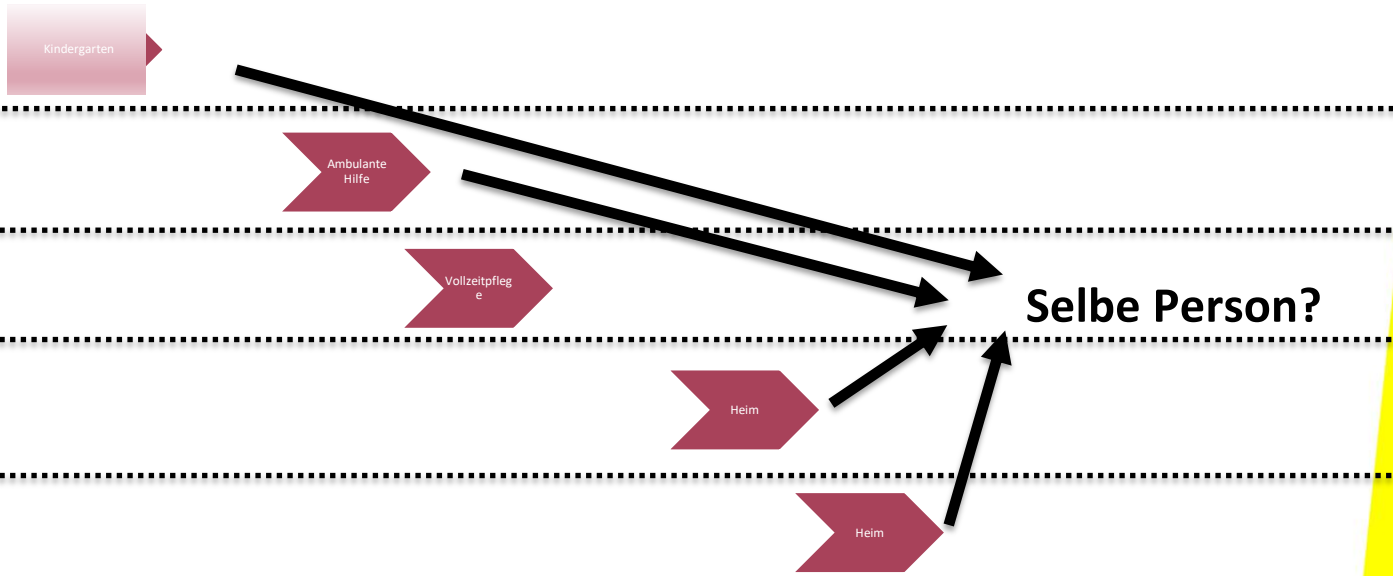 Kindergarten
Ambulante
Hilfe
Vollzeitpfleg
e
Selbe Person?
Heim
Heim